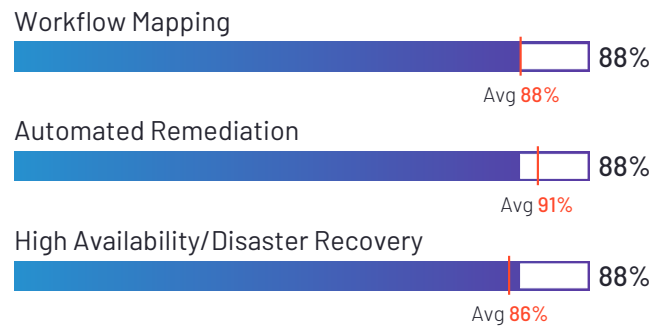 Workflow Mapping
88%
Avg 88%
Automated Remediation
88%
Avg 91%
High Availability/Disaster Recovery
88%
Avg 86%